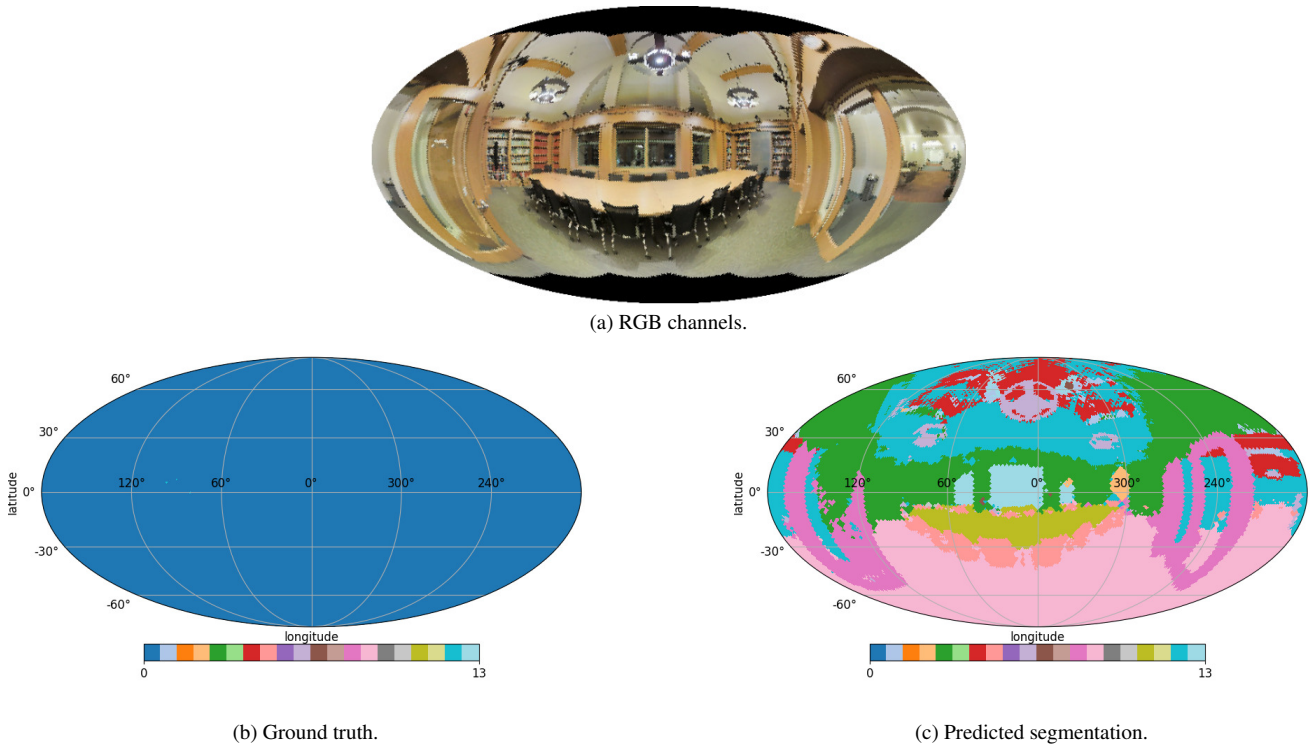 (a) RGB channels.
60°
30°
0°
-30°
-60°
latitude
120° 60° 0° 300° 240°
longitude
0 13
(b) Ground truth.
60°
30°
0°
-30°
-60°
latitude
120° 60° 0° 300° 240°
longitude
0 13
(c) Predicted segmentation.